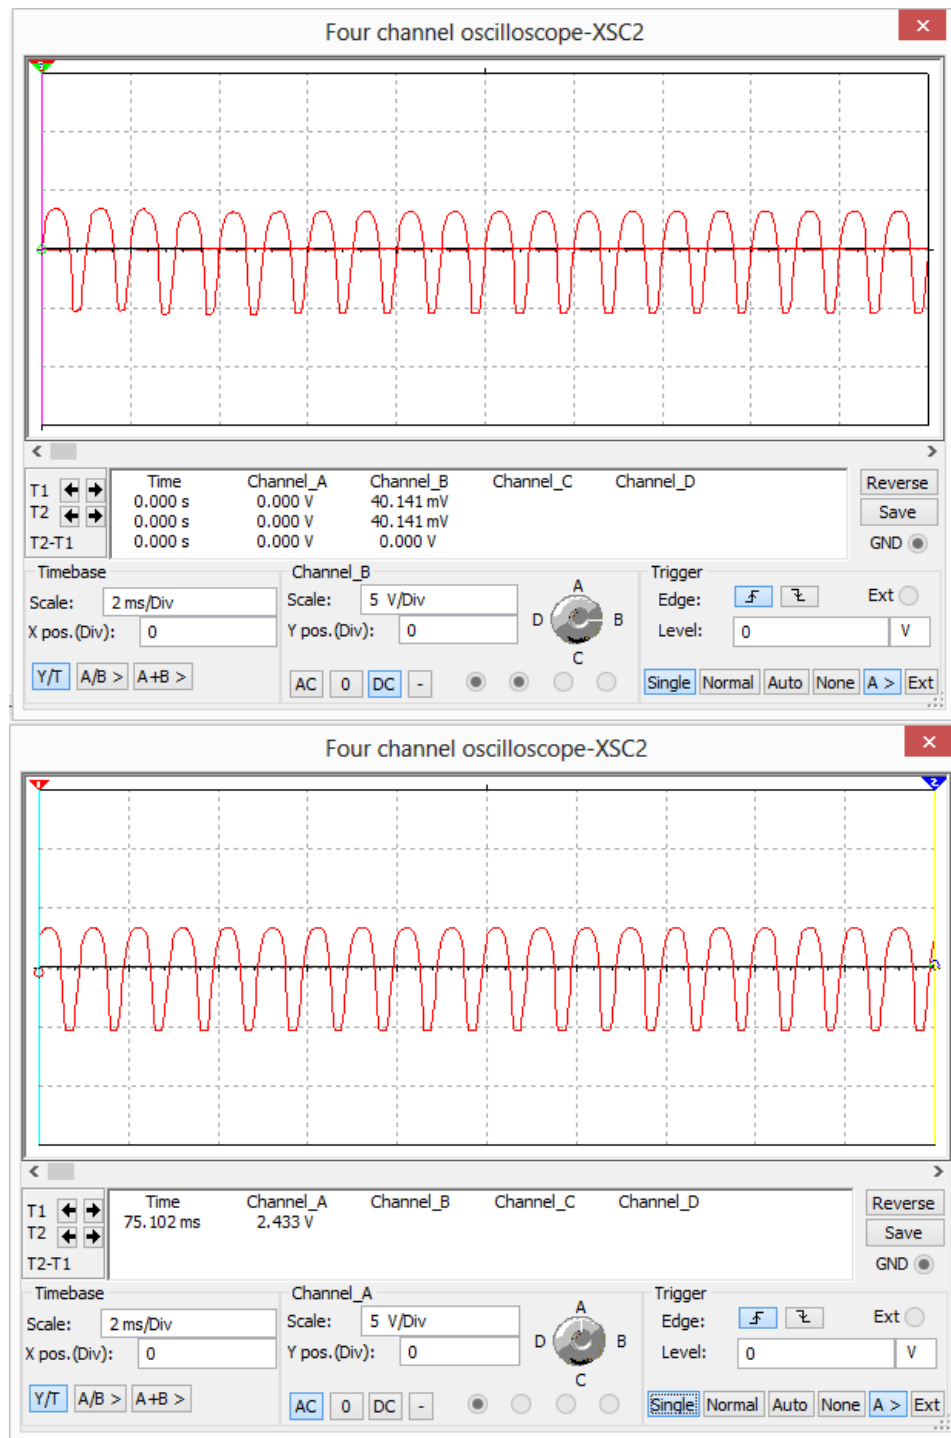 Four channel oscilloscope-XSC2
3
Time Channel_A Channel_B Channel_C Channel_D
T1 0.000 s 0.000 V 40.141 mV
T2 0.000 s 0.000 V 40.141 mV
T2-T1 0.000 s 0.000 V 0.000 V
Reverse
Save
GND
Timebase Channel_B Trigger
Scale: 2 ms/Div Scale: 5 V/Div A Edge: Ext
X pos.(Div): 0 Y pos.(Div): 0 D B Level: 0 V
C
Y/T A/B > A+B > AC 0 DC - Single Normal Auto None A > Ext
Four channel oscilloscope-XSC2
1 2
Time Channel_A Channel_B Channel_C Channel_D
T1 75.102 ms 2.433 V
T2
T2-T1
Reverse
Save
GND
Timebase Channel_A Trigger
Scale: 2 ms/Div Scale: 5 V/Div A Edge: Ext
X pos.(Div): 0 Y pos.(Div): 0 D B Level: 0 V
C
Y/T A/B > A+B > AC 0 DC - Single Normal Auto None A > Ext